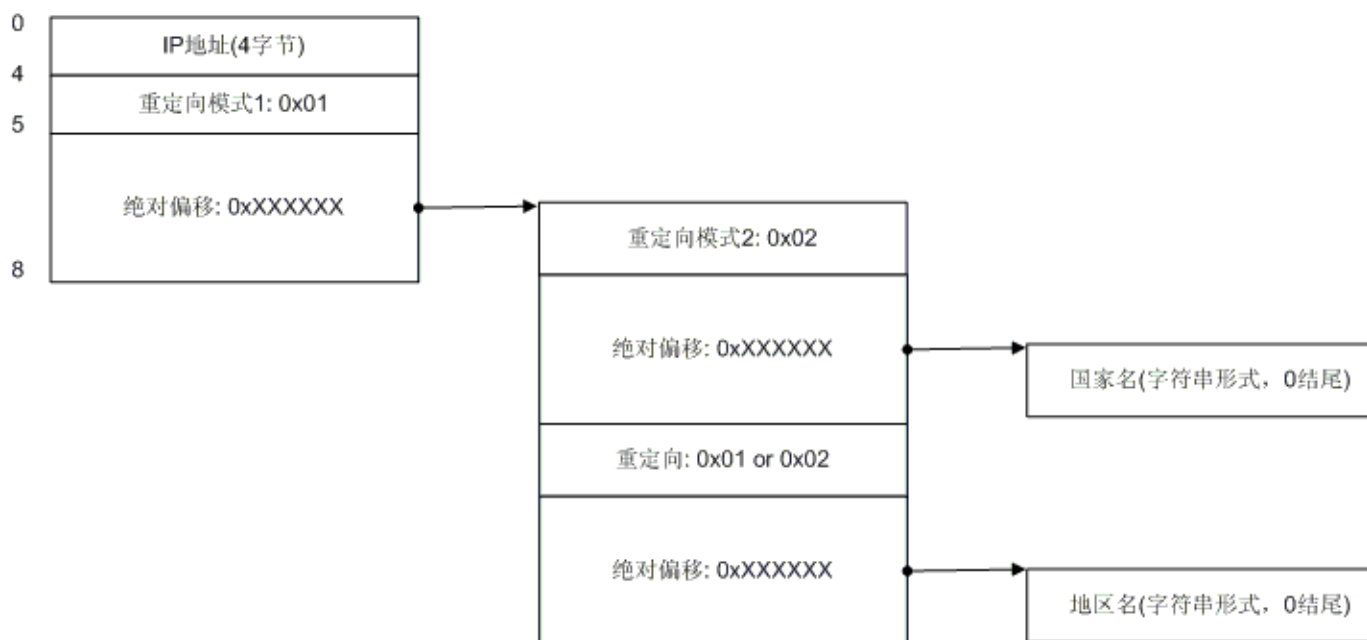 0
IP地址(4字节)
4
重定向模式1: 0x01
5
绝对偏移: 0xXXXXXX
8
重定向模式2: 0x02
绝对偏移: 0xXXXXXX
国家名(字符串形式，0结尾)
重定向: 0x01 or 0x02
绝对偏移: 0xXXXXXX
地区名(字符串形式，0结尾)